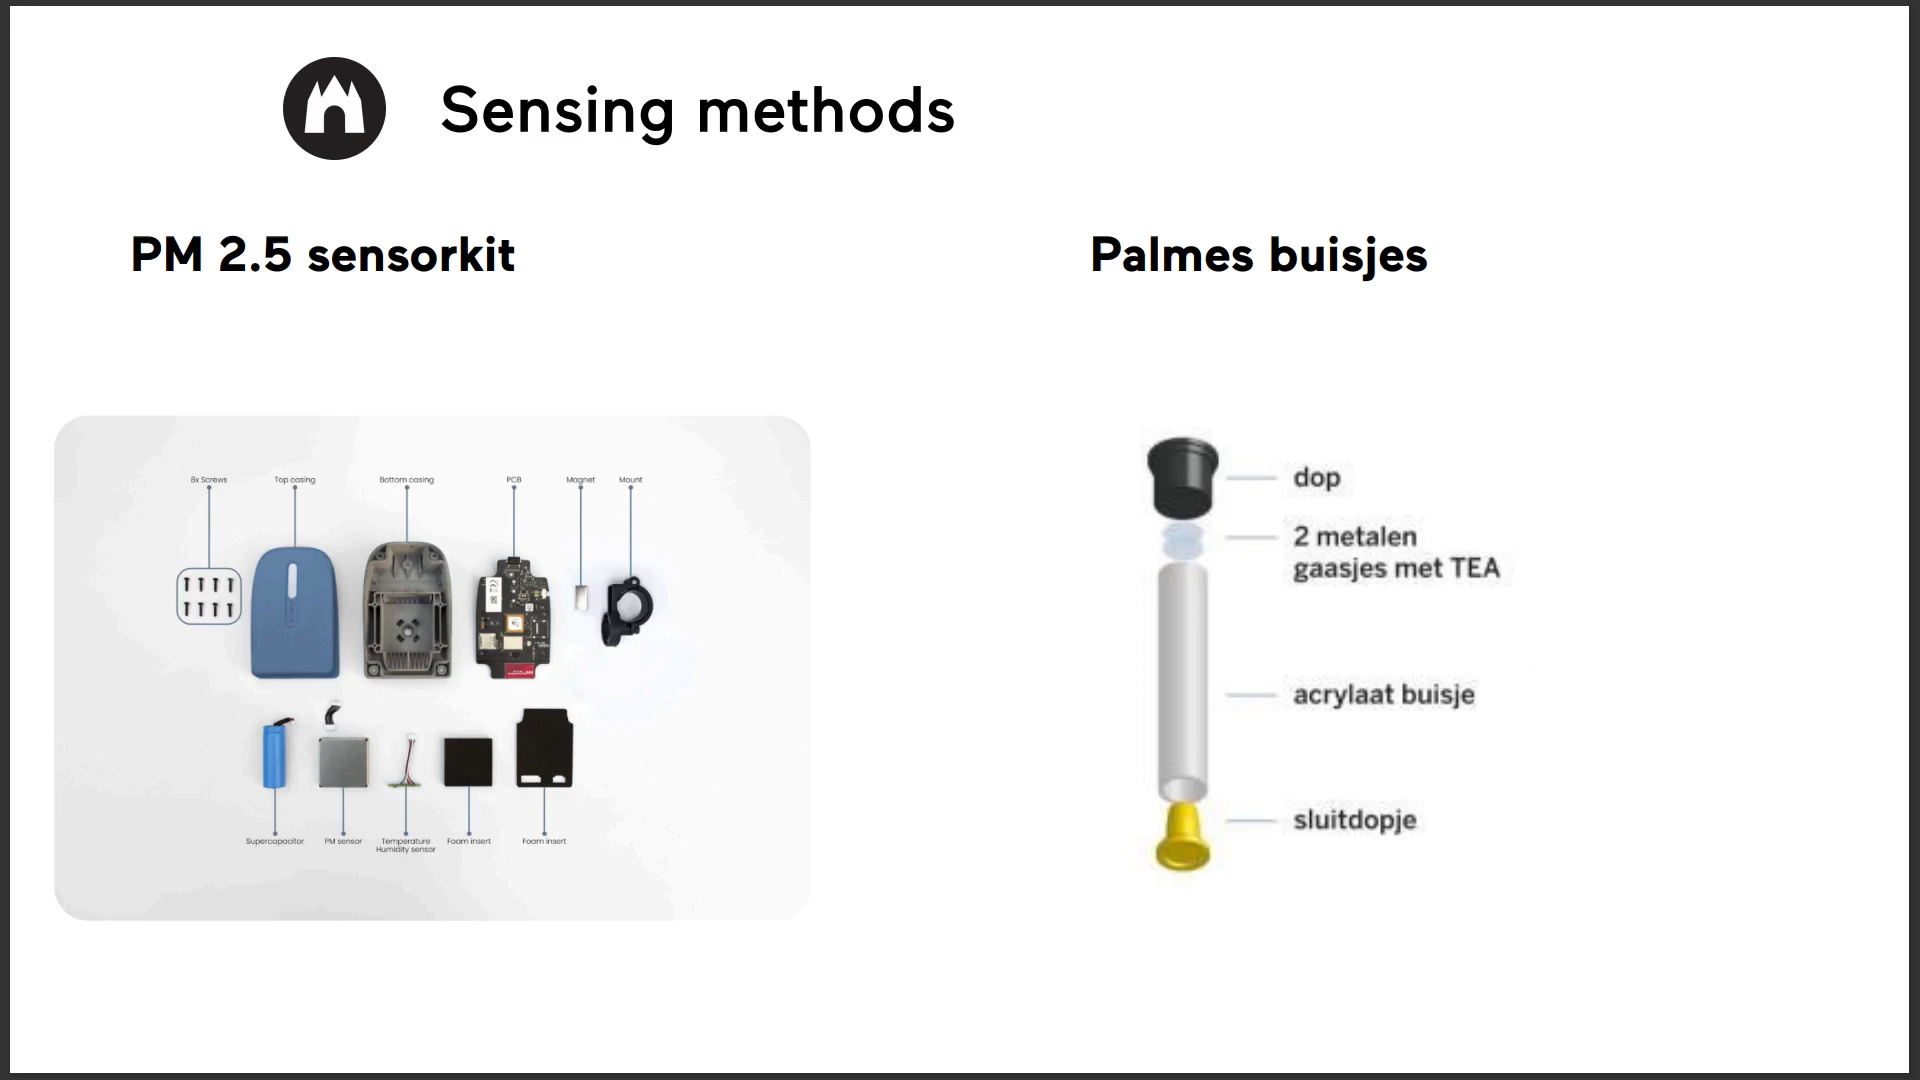 Sensing methods
PM 2.5 sensorkit
8x Screws
Top casing
Bottom casing
PCB
Magnet
Mount
Supercapacitor
PM sensor
Temperature
Humidity sensor
Foam insert
Foam insert
Palmes buisjes
dop
2 metalen
gaasjes met TEA
acrylaat buisje
sluitdopje